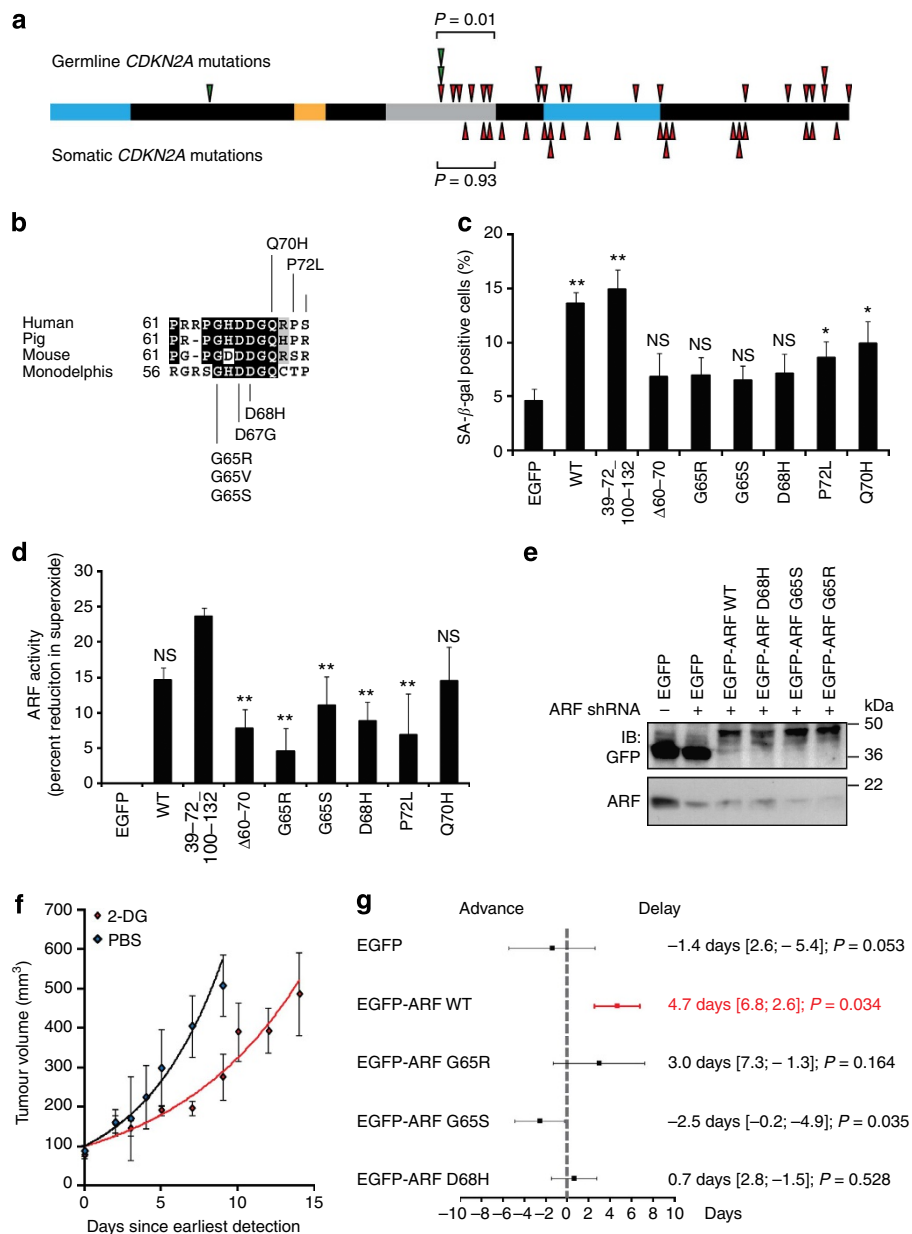 a
P = 0.01
Germline CDKN2A mutations
Somatic CDKN2A mutations
P = 0.93
b
Q70H
P72L
Human 61 PRRPGHDDGQRPS
Pig 61 P-RPGHDDGQHPR
Mouse 61 PG-PGDDDGQRSR
Monodelphis 56 RGRSGHDDGQCTP
D68H
D67G
G65R
G65V
G65S
c
SA-β-gal positive cells (%)
20
15
10
5
0
**
**
NS
NS
NS
NS
*
*
EGFP
WT
39–72_
100–132
Δ60–70
G65R
G65S
D68H
P72L
Q70H
d
ARF activity
(percent reduciton in superoxide)
30
25
20
15
10
5
0
NS
**
**
**
**
**
NS
EGFP
WT
39–72_
100–132
Δ60–70
G65R
G65S
D68H
P72L
Q70H
e
EGFP
EGFP
EGFP-ARF WT
EGFP-ARF D68H
EGFP-ARF G65S
EGFP-ARF G65R
ARF shRNA – + + + + + kDa
IB:
GFP
50
36
22
ARF
f
2-DG
PBS
Tumour volume (mm³)
700
600
500
400
300
200
100
0
0 5 10 15
Days since earliest detection
g
Advance Delay
EGFP –1.4 days [2.6; – 5.4]; P = 0.053
EGFP-ARF WT 4.7 days [6.8; 2.6]; P = 0.034
EGFP-ARF G65R 3.0 days [7.3; – 1.3]; P = 0.164
EGFP-ARF G65S –2.5 days [–0.2; –4.9]; P = 0.035
EGFP-ARF D68H 0.7 days [2.8; –1.5]; P = 0.528
–10 –8 –6 –4 –2 0 2 4 6 8 10 Days